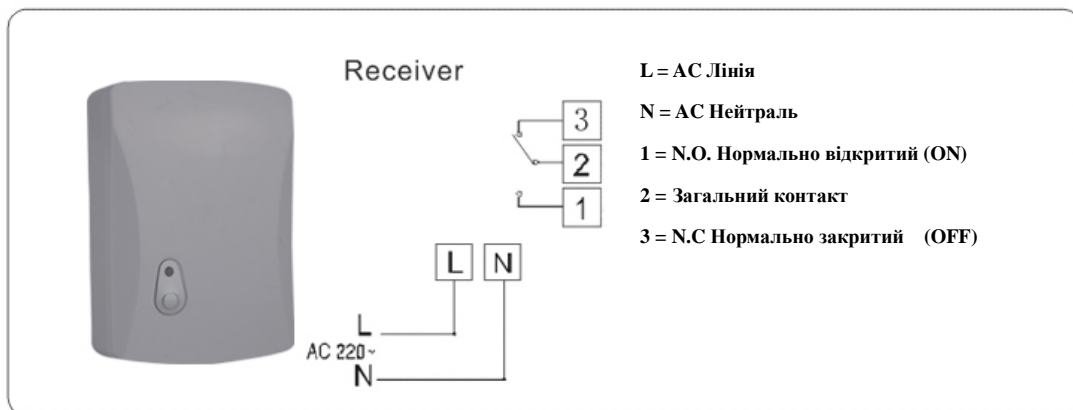 Receiver
3
2
1
L N
L
AC 220~
N
L = AC Лінія
N = AC Нейтраль
1 = N.O. Нормально відкритий (ON)
2 = Загальний контакт
3 = N.C Нормально закритий (OFF)